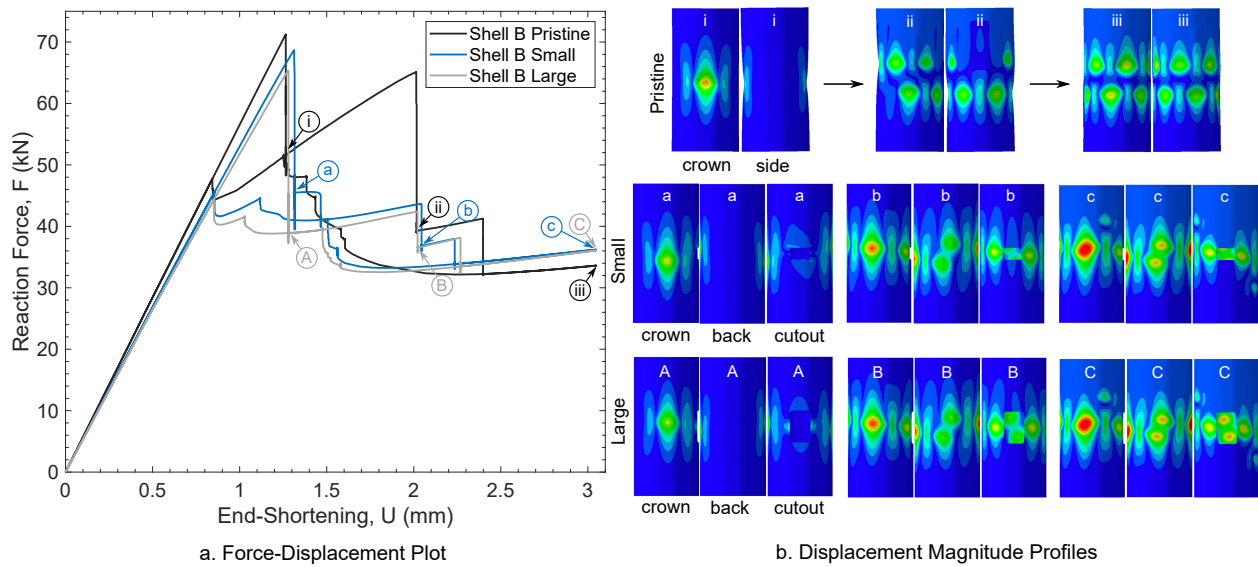 Reaction Force, F (kN)
70
60
50
40
30
20
10
0
0
0.5
1
1.5
2
2.5
3
End-Shortening, U (mm)
Shell B Pristine
Shell B Small
Shell B Large
i
a
ii
b
c
C
A
B
iii
a. Force-Displacement Plot
Pristine
i i ii ii iii iii
crown side
Small
a a a b b b c c c
crown back cutout
Large
A A A B B B C C C
crown back cutout
b. Displacement Magnitude Profiles